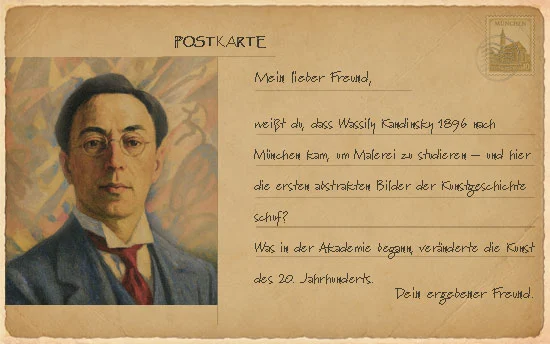 POSTKARTE
MÜNCHEN
Mein lieber Freund,
weißt du, dass Wassily Kandinsky 1896 nach
München kam, um Malerei zu studieren – und hier
die ersten abstrakten Bilder der Kunstgeschichte
schuf?
Was in der Akademie begann, veränderte die Kunst
des 20. Jahrhunderts.
Dein ergebener Freund.